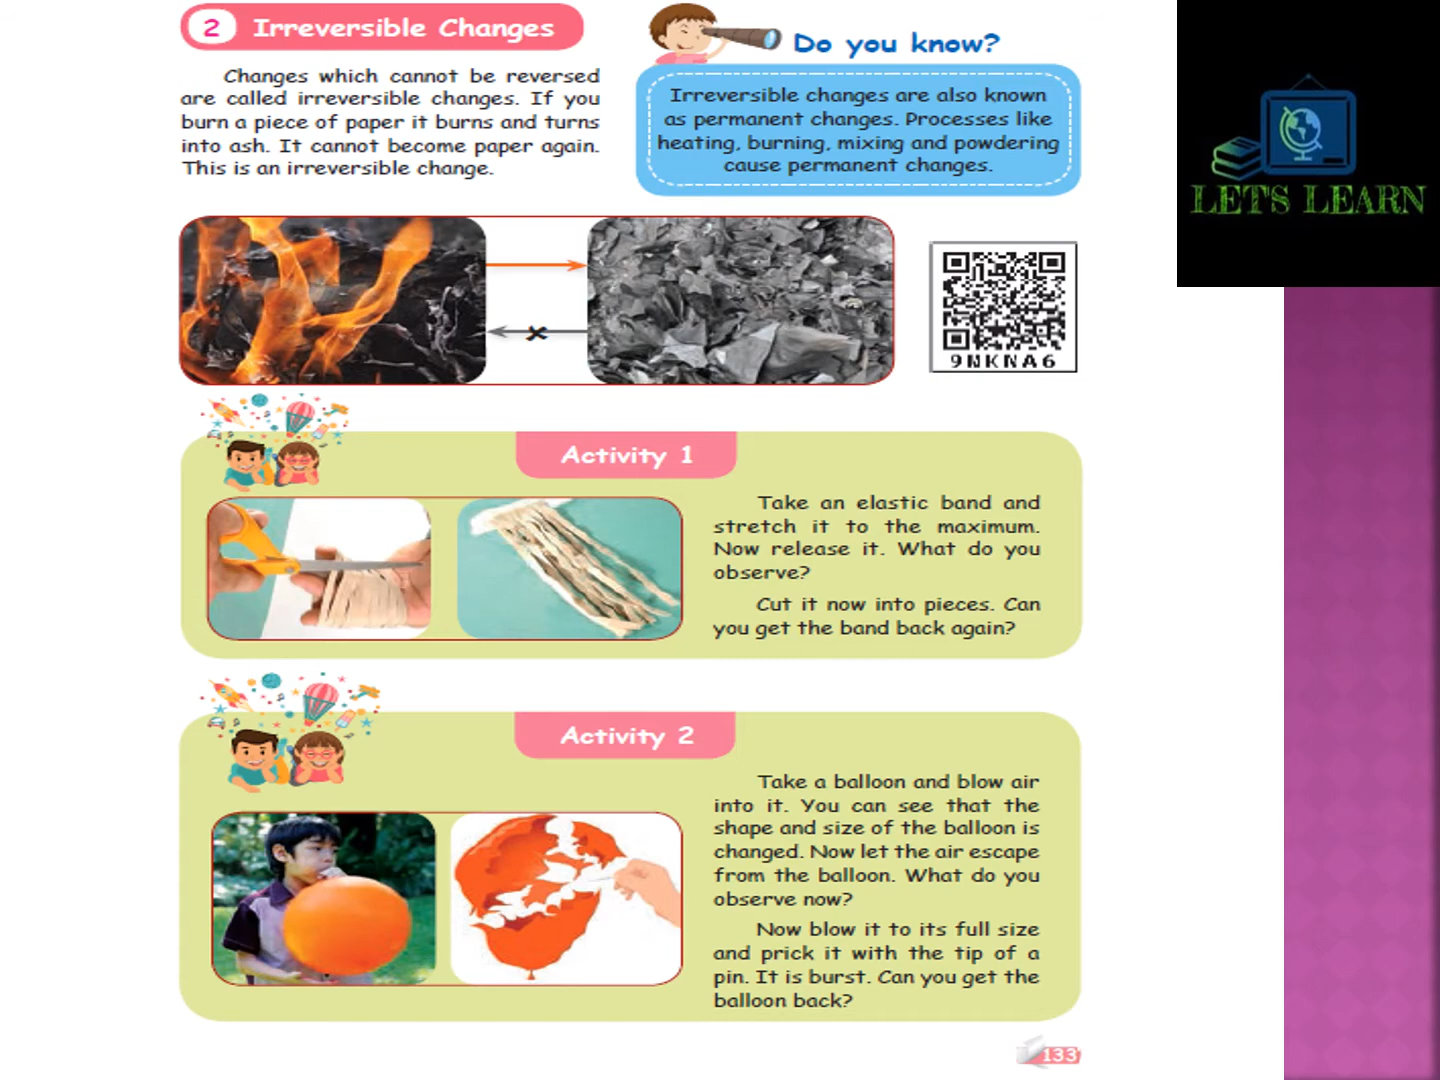 2 Irreversible Changes
Changes which cannot be reversed
are called irreversible changes. If you
burn a piece of paper it burns and turns
into ash. It cannot become paper again.
This is an irreversible change.
Do you know?
Irreversible changes are also known
as permanent changes. Processes like
heating, burning, mixing and powdering
cause permanent changes.
LET'S LEARN
9NKNA6
Activity 1
Take an elastic band and
stretch it to the maximum.
Now release it. What do you
observe?
Cut it now into pieces. Can
you get the band back again?
Activity 2
Take a balloon and blow air
into it. You can see that the
shape and size of the balloon is
changed. Now let the air escape
from the balloon. What do you
observe now?
Now blow it to its full size
and prick it with the tip of a
pin. It is burst. Can you get the
balloon back?
133